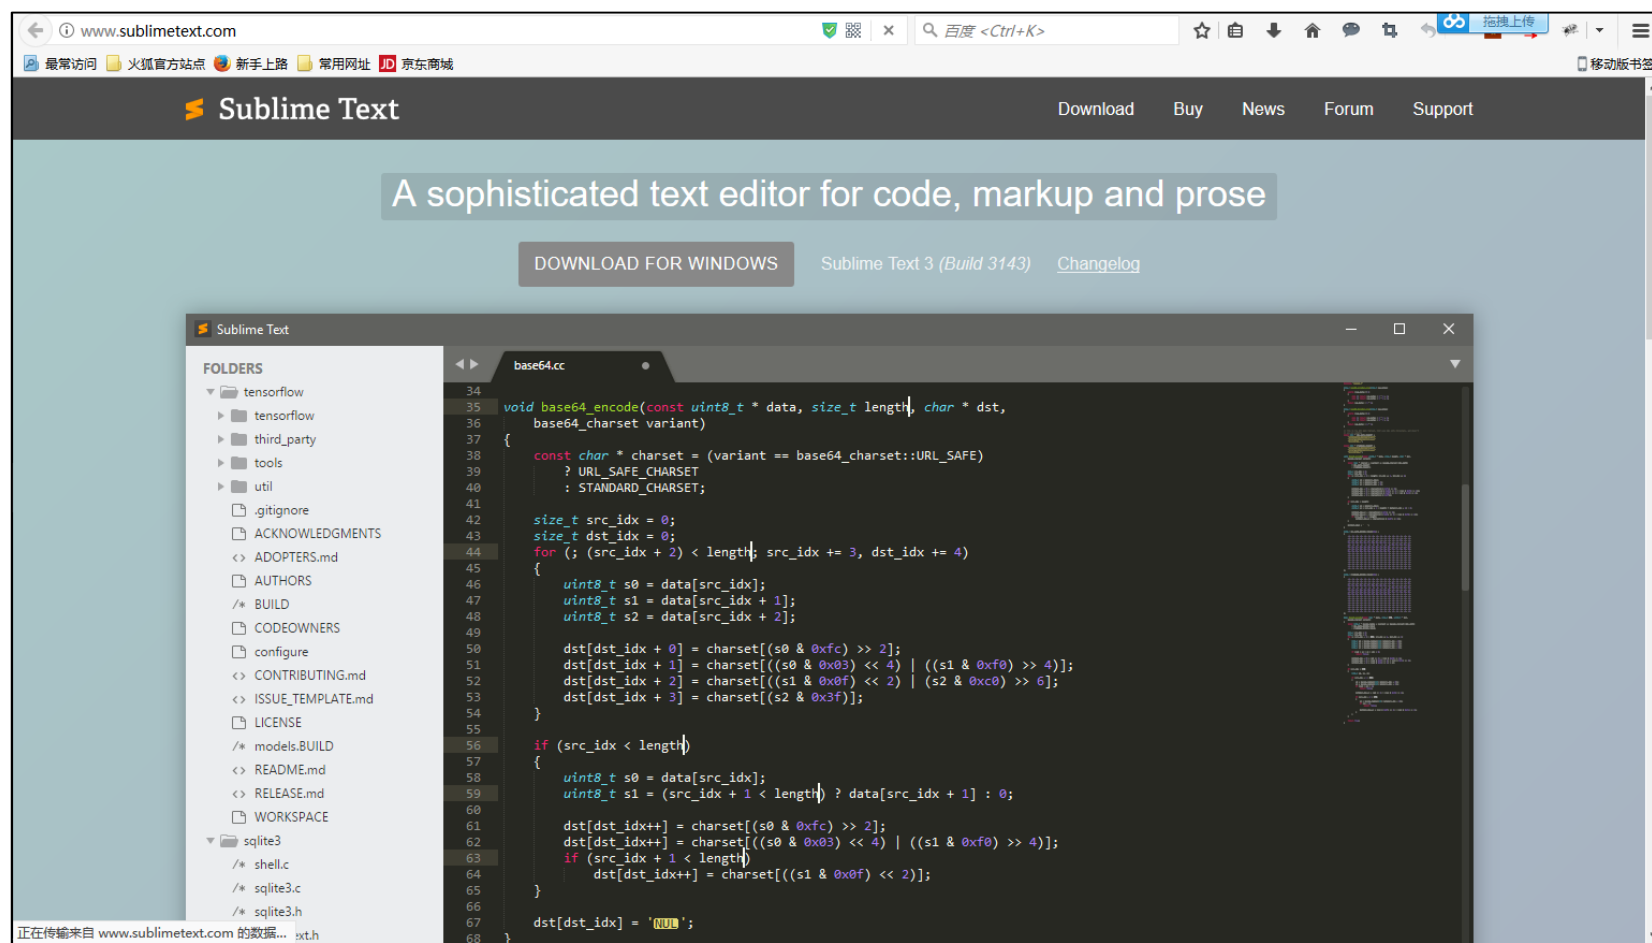 www.sublimetext.com
百度 <Ctrl+K>
拖拽上传
最常访问 火狐官方站点 新手上路 常用网址 JD 京东商城 移动版书签
Sublime Text
Download Buy News Forum Support
A sophisticated text editor for code, markup and prose
DOWNLOAD FOR WINDOWS Sublime Text 3 (Build 3143) Changelog
Sublime Text
FOLDERS
tensorflow
tensorflow
third_party
tools
util
.gitignore
ACKNOWLEDGMENTS
<> ADOPTERS.md
AUTHORS
/* BUILD
CODEOWNERS
configure
<> CONTRIBUTING.md
<> ISSUE_TEMPLATE.md
LICENSE
/* models.BUILD
<> README.md
<> RELEASE.md
WORKSPACE
sqlite3
/* shell.c
/* sqlite3.c
/* sqlite3.h
ext.h
base64.cc
34
35 void base64_encode(const uint8_t * data, size_t length, char * dst,
36 base64_charset variant)
37 {
38 const char * charset = (variant == base64_charset::URL_SAFE)
39 ? URL_SAFE_CHARSET
40 : STANDARD_CHARSET;
41
42 size_t src_idx = 0;
43 size_t dst_idx = 0;
44 for (; (src_idx + 2) < length; src_idx += 3, dst_idx += 4)
45 {
46 uint8_t s0 = data[src_idx];
47 uint8_t s1 = data[src_idx + 1];
48 uint8_t s2 = data[src_idx + 2];
49
50 dst[dst_idx + 0] = charset[(s0 & 0xfc) >> 2];
51 dst[dst_idx + 1] = charset[((s0 & 0x03) << 4) | ((s1 & 0xf0) >> 4)];
52 dst[dst_idx + 2] = charset[((s1 & 0x0f) << 2) | (s2 & 0xc0) >> 6];
53 dst[dst_idx + 3] = charset[(s2 & 0x3f)];
54 }
55
56 if (src_idx < length)
57 {
58 uint8_t s0 = data[src_idx];
59 uint8_t s1 = (src_idx + 1 < length) ? data[src_idx + 1] : 0;
60
61 dst[dst_idx++] = charset[(s0 & 0xfc) >> 2];
62 dst[dst_idx++] = charset[((s0 & 0x03) << 4) | ((s1 & 0xf0) >> 4)];
63 if (src_idx + 1 < length)
64 dst[dst_idx++] = charset[((s1 & 0x0f) << 2)];
65 }
66
67 dst[dst_idx] = 'NUL';
68 }
正在传输来自 www.sublimetext.com 的数据...